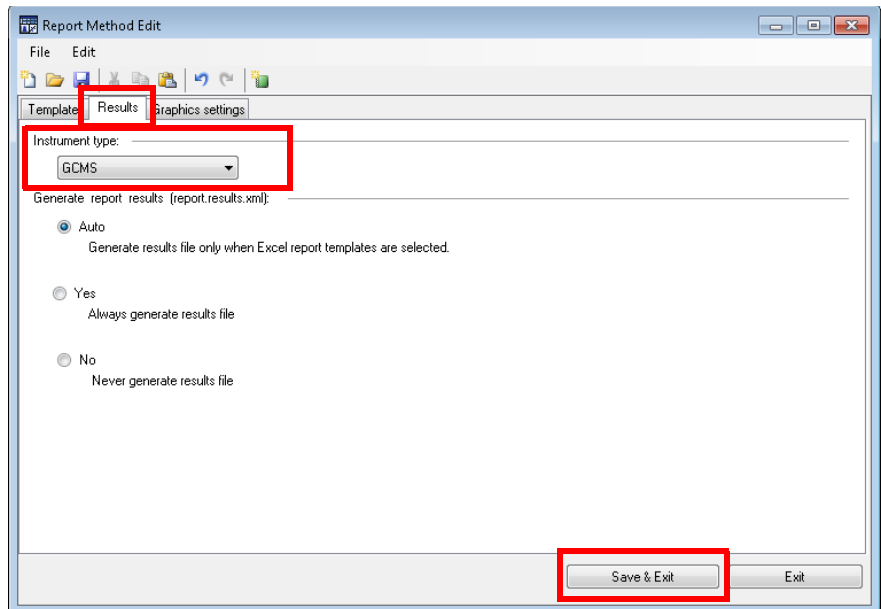 Report Method Edit
File Edit
Template Results Graphics settings
Instrument type:
GCMS
Generate report results (report.results.xml):
Auto
Generate results file only when Excel report templates are selected.
Yes
Always generate results file
No
Never generate results file
Save & Exit Exit